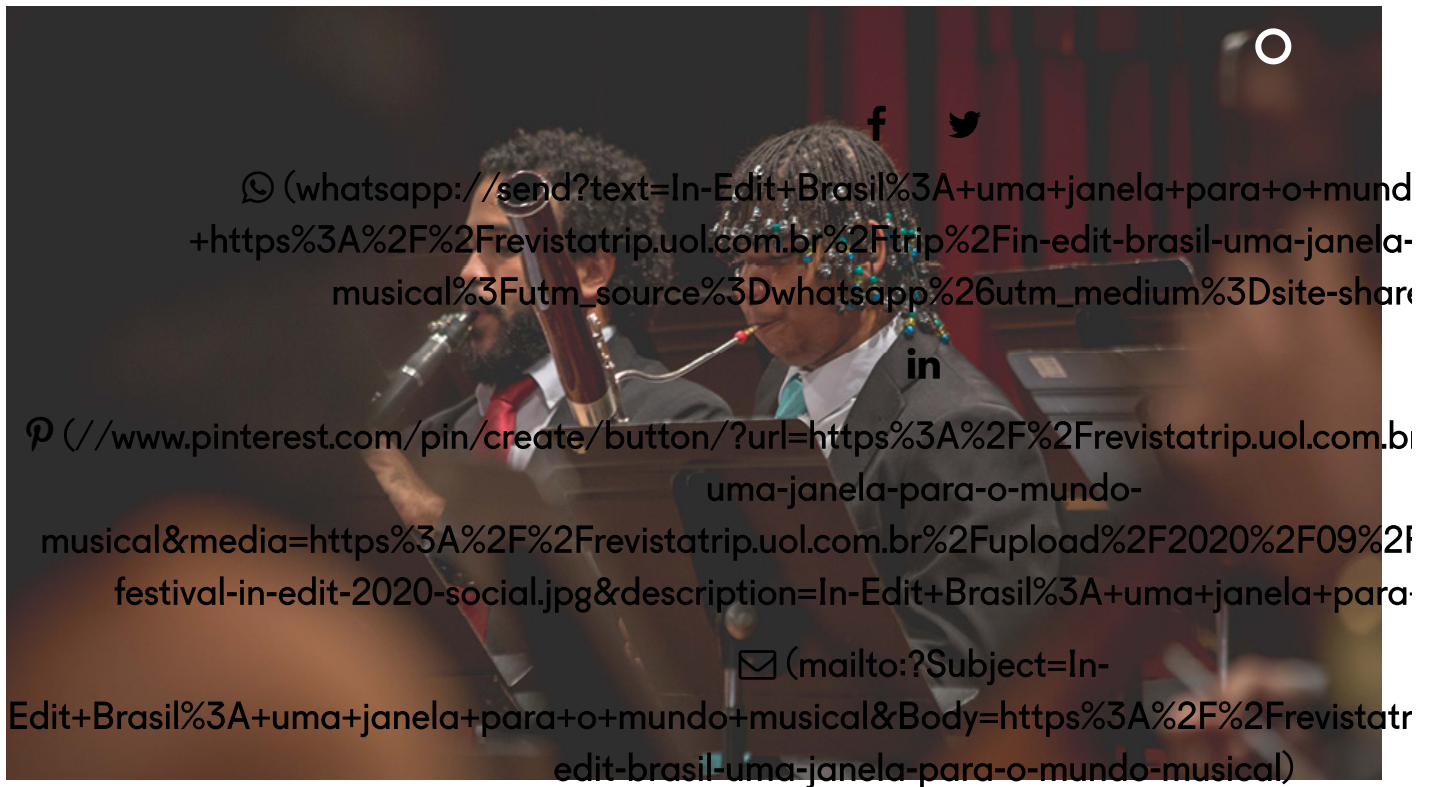 (whatsapp://send?text=In-Edit+Brasil%3A+uma+janela+para+o+mund
+https%3A%2F%2Frevistatrip.uol.com.br%2Ftrip%2Fin-edit-brasil-uma-janela-
musical%3Futm_source%3Dwhatsapp%26utm_medium%3Dsite-share
in
(//www.pinterest.com/pin/create/button/?url=https%3A%2F%2Frevistatrip.uol.com.br
uma-janela-para-o-mundo-
musical&media=https%3A%2F%2Frevistatrip.uol.com.br%2Fupload%2F2020%2F09%2F
festival-in-edit-2020-social.jpg&description=In-Edit+Brasil%3A+uma+janela+para+
(mailto:?Subject=In-
Edit+Brasil%3A+uma+janela+para+o+mundo+musical&Body=https%3A%2F%2Frevistatr
edit-brasil-uma-janela-para-o-mundo-musical)